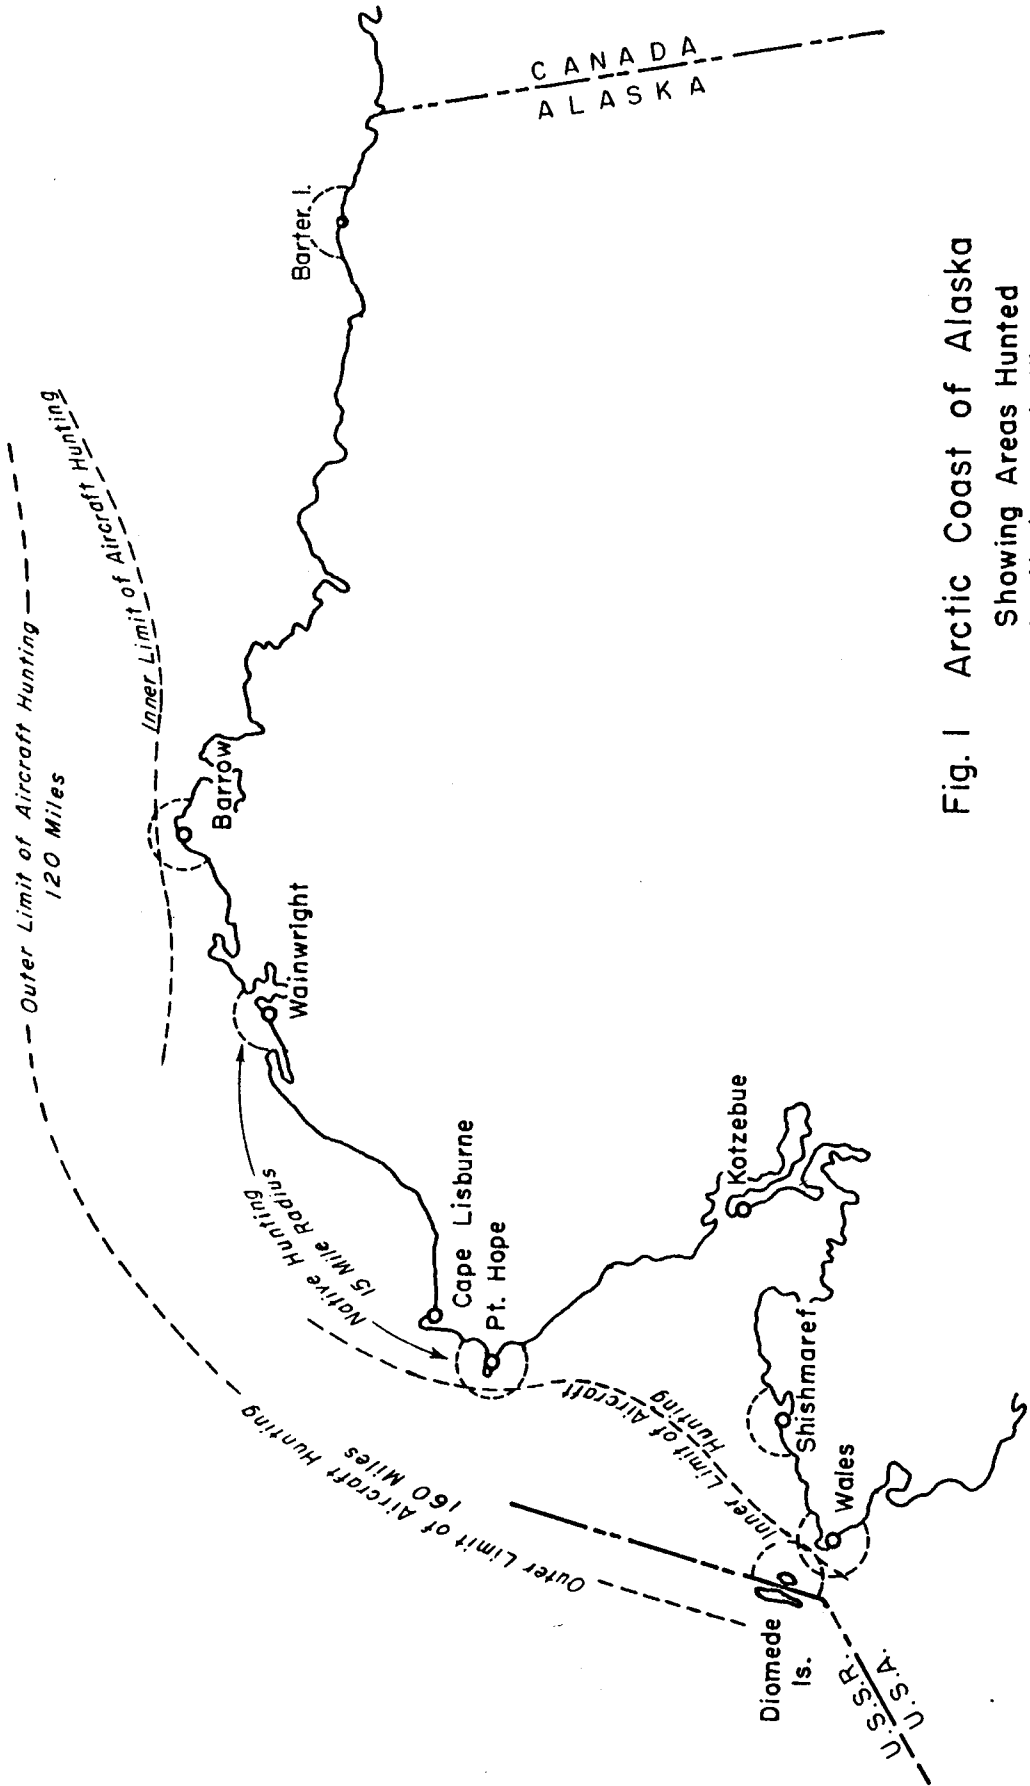 Outer Limit of Aircraft Hunting
120 Miles
Inner Limit of Aircraft Hunting
Barter I.
CANADA
ALASKA
Barrow
Wainwright
Native Hunting
15 Mile Radius
Cape Lisburne
Pt. Hope
Kotzebue
Outer Limit of Aircraft Hunting
160 Miles
Inner Limit of Aircraft
Hunting
Shishmaref
Wales
Diomede
Is.
U.S.S.R.
U.S.A.
Fig. 1 Arctic Coast of Alaska
Showing Areas Hunted